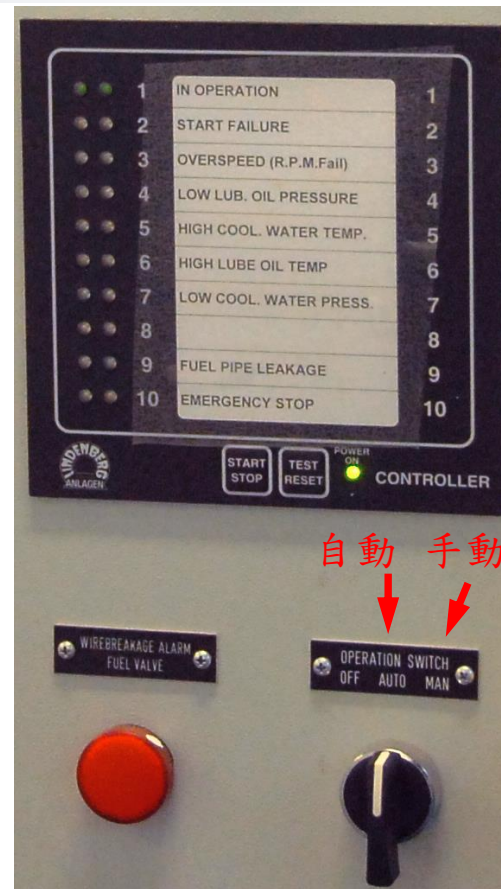 1 IN OPERATION 1
2 START FAILURE 2
3 OVERSPEED (R.P.M.Fail) 3
4 LOW LUB. OIL PRESSURE 4
5 HIGH COOL. WATER TEMP. 5
6 HIGH LUBE OIL TEMP 6
7 LOW COOL. WATER PRESS. 7
8 8
9 FUEL PIPE LEAKAGE 9
10 EMERGENCY STOP 10
LINDENBERG
ANLAGEN
START
STOP
TEST
RESET
POWER
ON
CONTROLLER
自動 手動
WIREBREAKAGE ALARM
FUEL VALVE
OPERATION SWITCH
OFF AUTO MAN